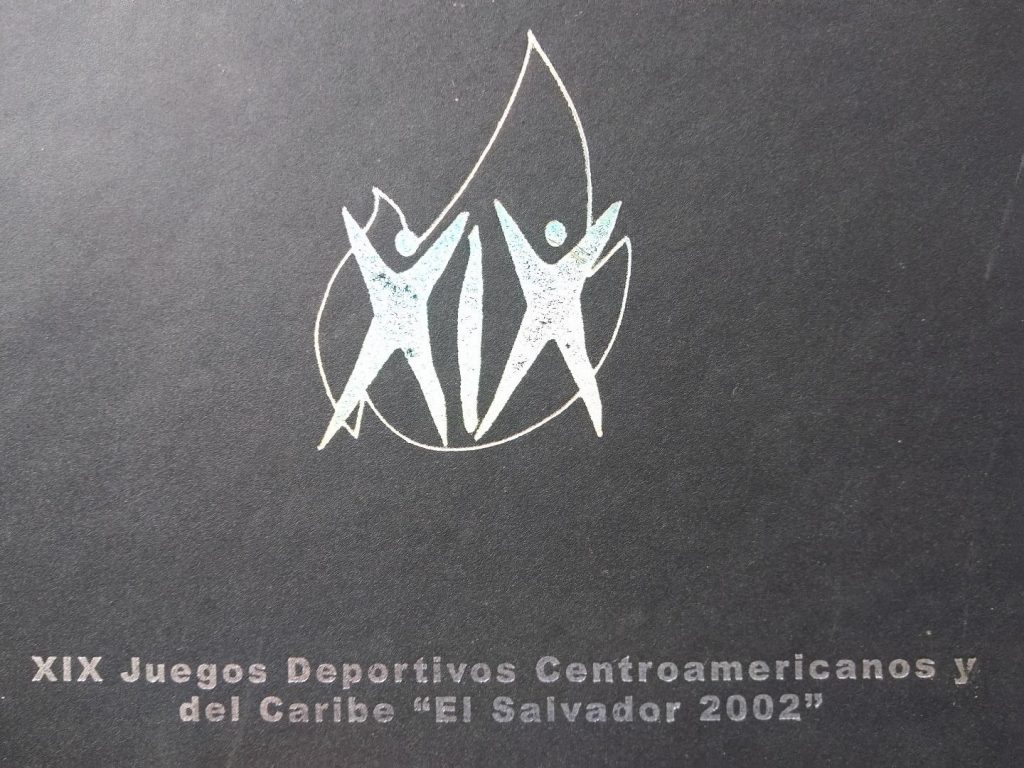 XIX Juegos Deportivos Centroamericanos y
del Caribe “El Salvador 2002”